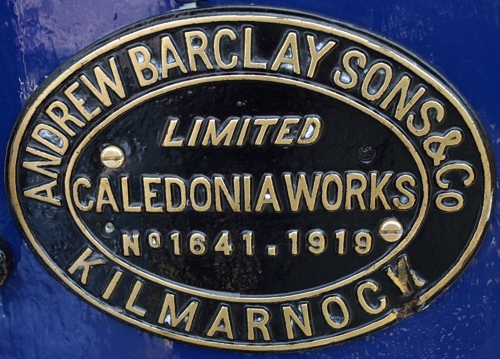 ANDREW BARCLAY SONS & Co
LIMITED
CALEDONIA WORKS
No 1641. 1919
KILMARNOCK